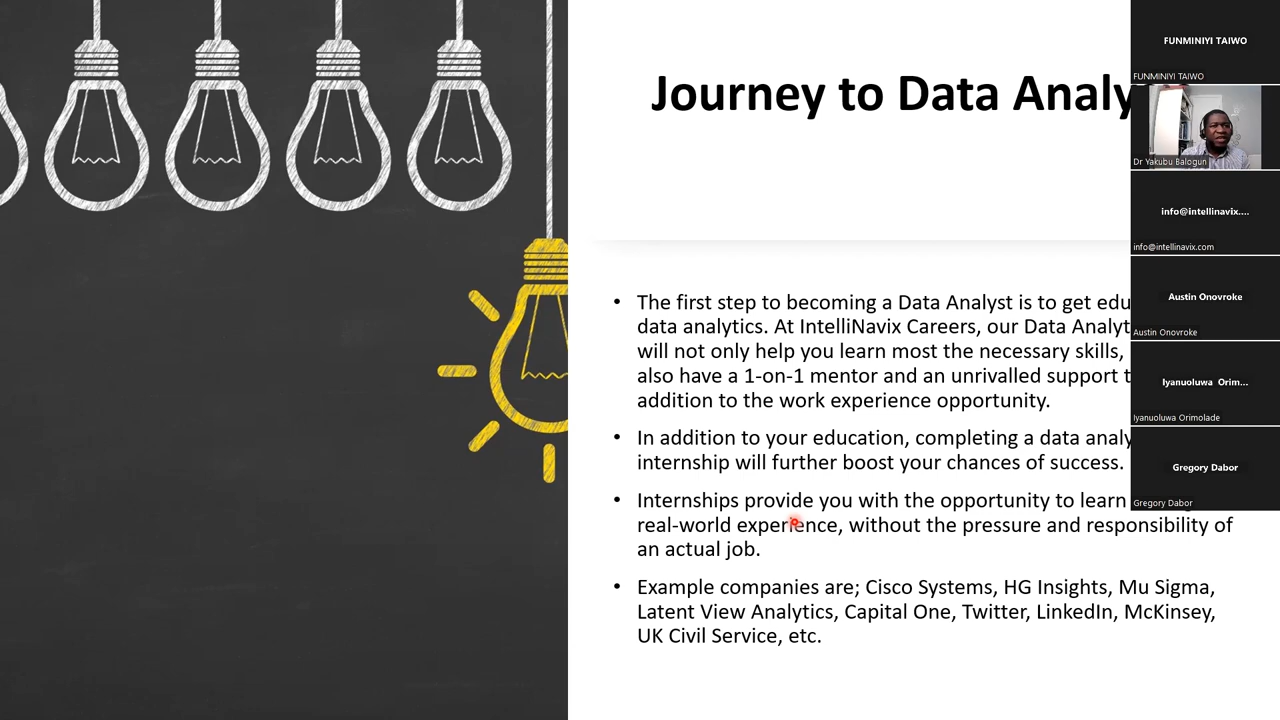 Journey to Data Analy
• The first step to becoming a Data Analyst is to get edu
data analytics. At IntelliNavix Careers, our Data Analyt
will not only help you learn most the necessary skills,
also have a 1-on-1 mentor and an unrivalled support t
addition to the work experience opportunity.
• In addition to your education, completing a data analy
internship will further boost your chances of success.
• Internships provide you with the opportunity to learn
real-world experience, without the pressure and responsibility of
an actual job.
• Example companies are; Cisco Systems, HG Insights, Mu Sigma,
Latent View Analytics, Capital One, Twitter, LinkedIn, McKinsey,
UK Civil Service, etc.
FUNMINIYI TAIWO
FUNMINIYI TAIWO
Dr Yakubu Balogun
info@intellinavix....
info@intellinavix.com
Austin Onovroke
Austin Onovroke
Iyanuoluwa Orim...
Iyanuoluwa Orimolade
Gregory Dabor
Gregory Dabor